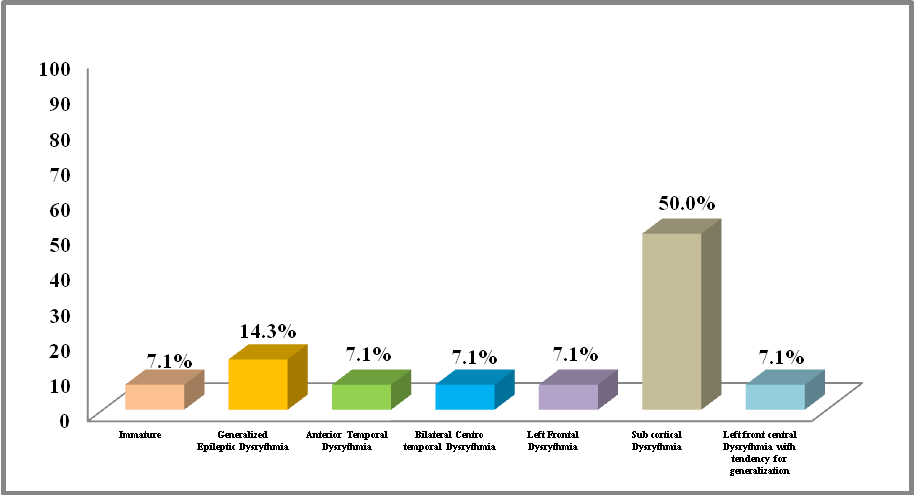 100
90
80
70
60
50
40
30
20
10
0
50.0%
14.3%
7.1%
7.1%
7.1%
7.1%
7.1%
Immature
Generalized
Epileptic Dysrythmia
Anterior Temporal
Dysrythmia
Bilateral Centro
temporal Dysrythmia
Left Frontal
Dysrythmia
Sub cortical
Dysrythmia
Left front central
Dysrythmia with
tendency for
generalization